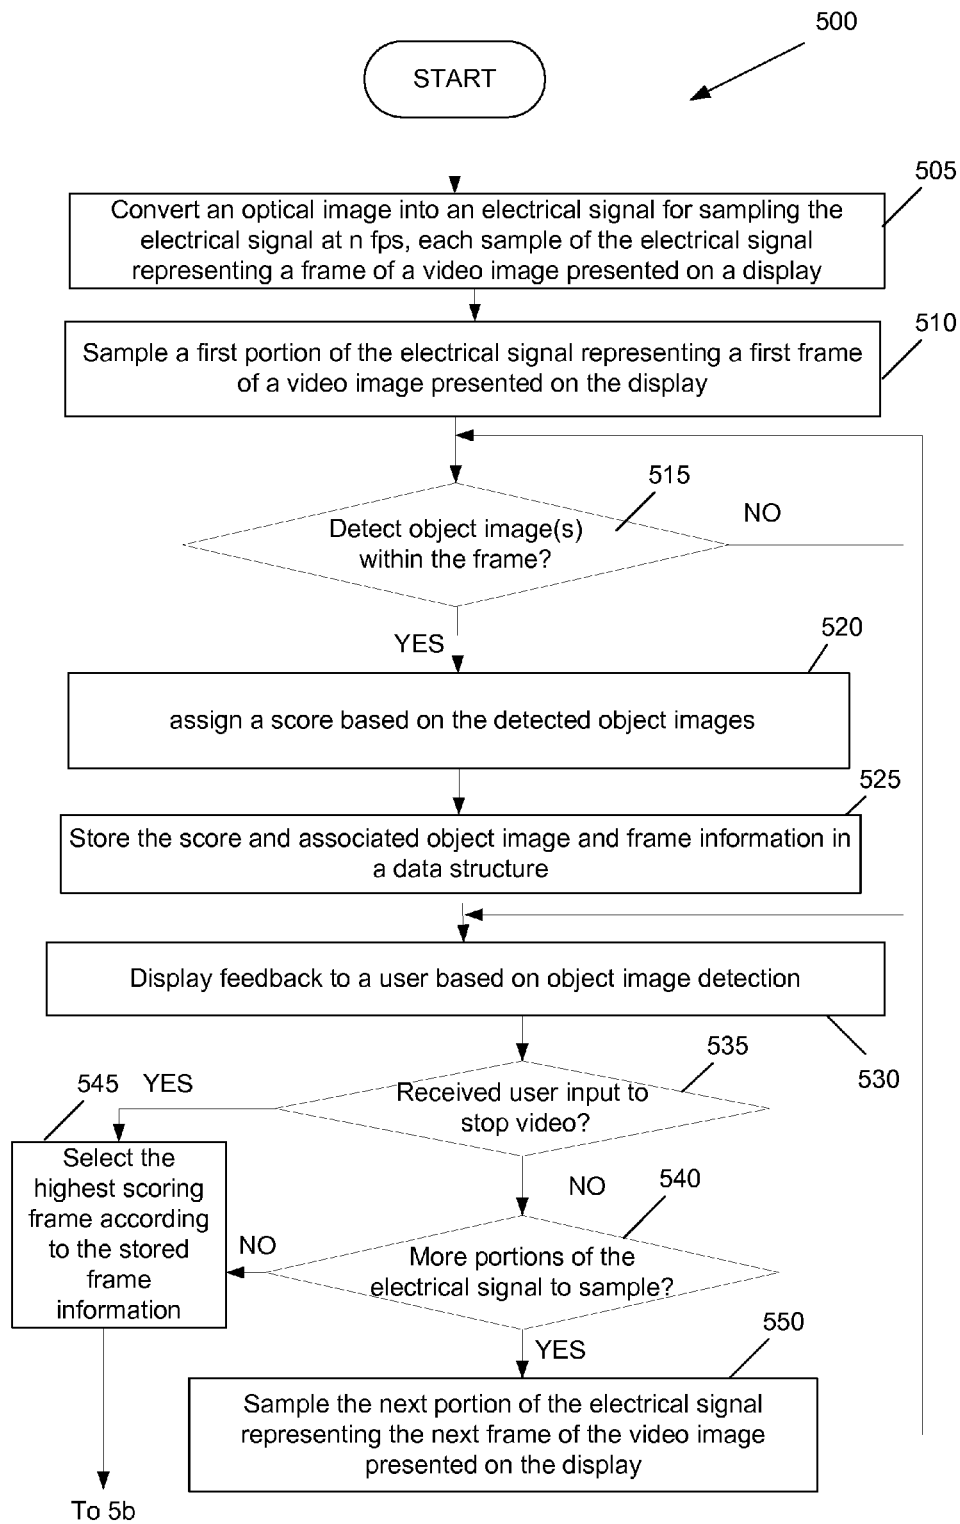 500
START
505
Convert an optical image into an electrical signal for sampling the
electrical signal at n fps, each sample of the electrical signal
representing a frame of a video image presented on a display
510
Sample a first portion of the electrical signal representing a first frame
of a video image presented on the display
515
NO
Detect object image(s)
within the frame?
YES
520
assign a score based on the detected object images
525
Store the score and associated object image and frame information in
a data structure
Display feedback to a user based on object image detection
530
535
Received user input to
stop video?
545
YES
Select the
highest scoring
frame according
to the stored
frame
information
NO
540
NO
More portions of the
electrical signal to sample?
YES
550
Sample the next portion of the electrical signal
representing the next frame of the video image
presented on the display
To 5b